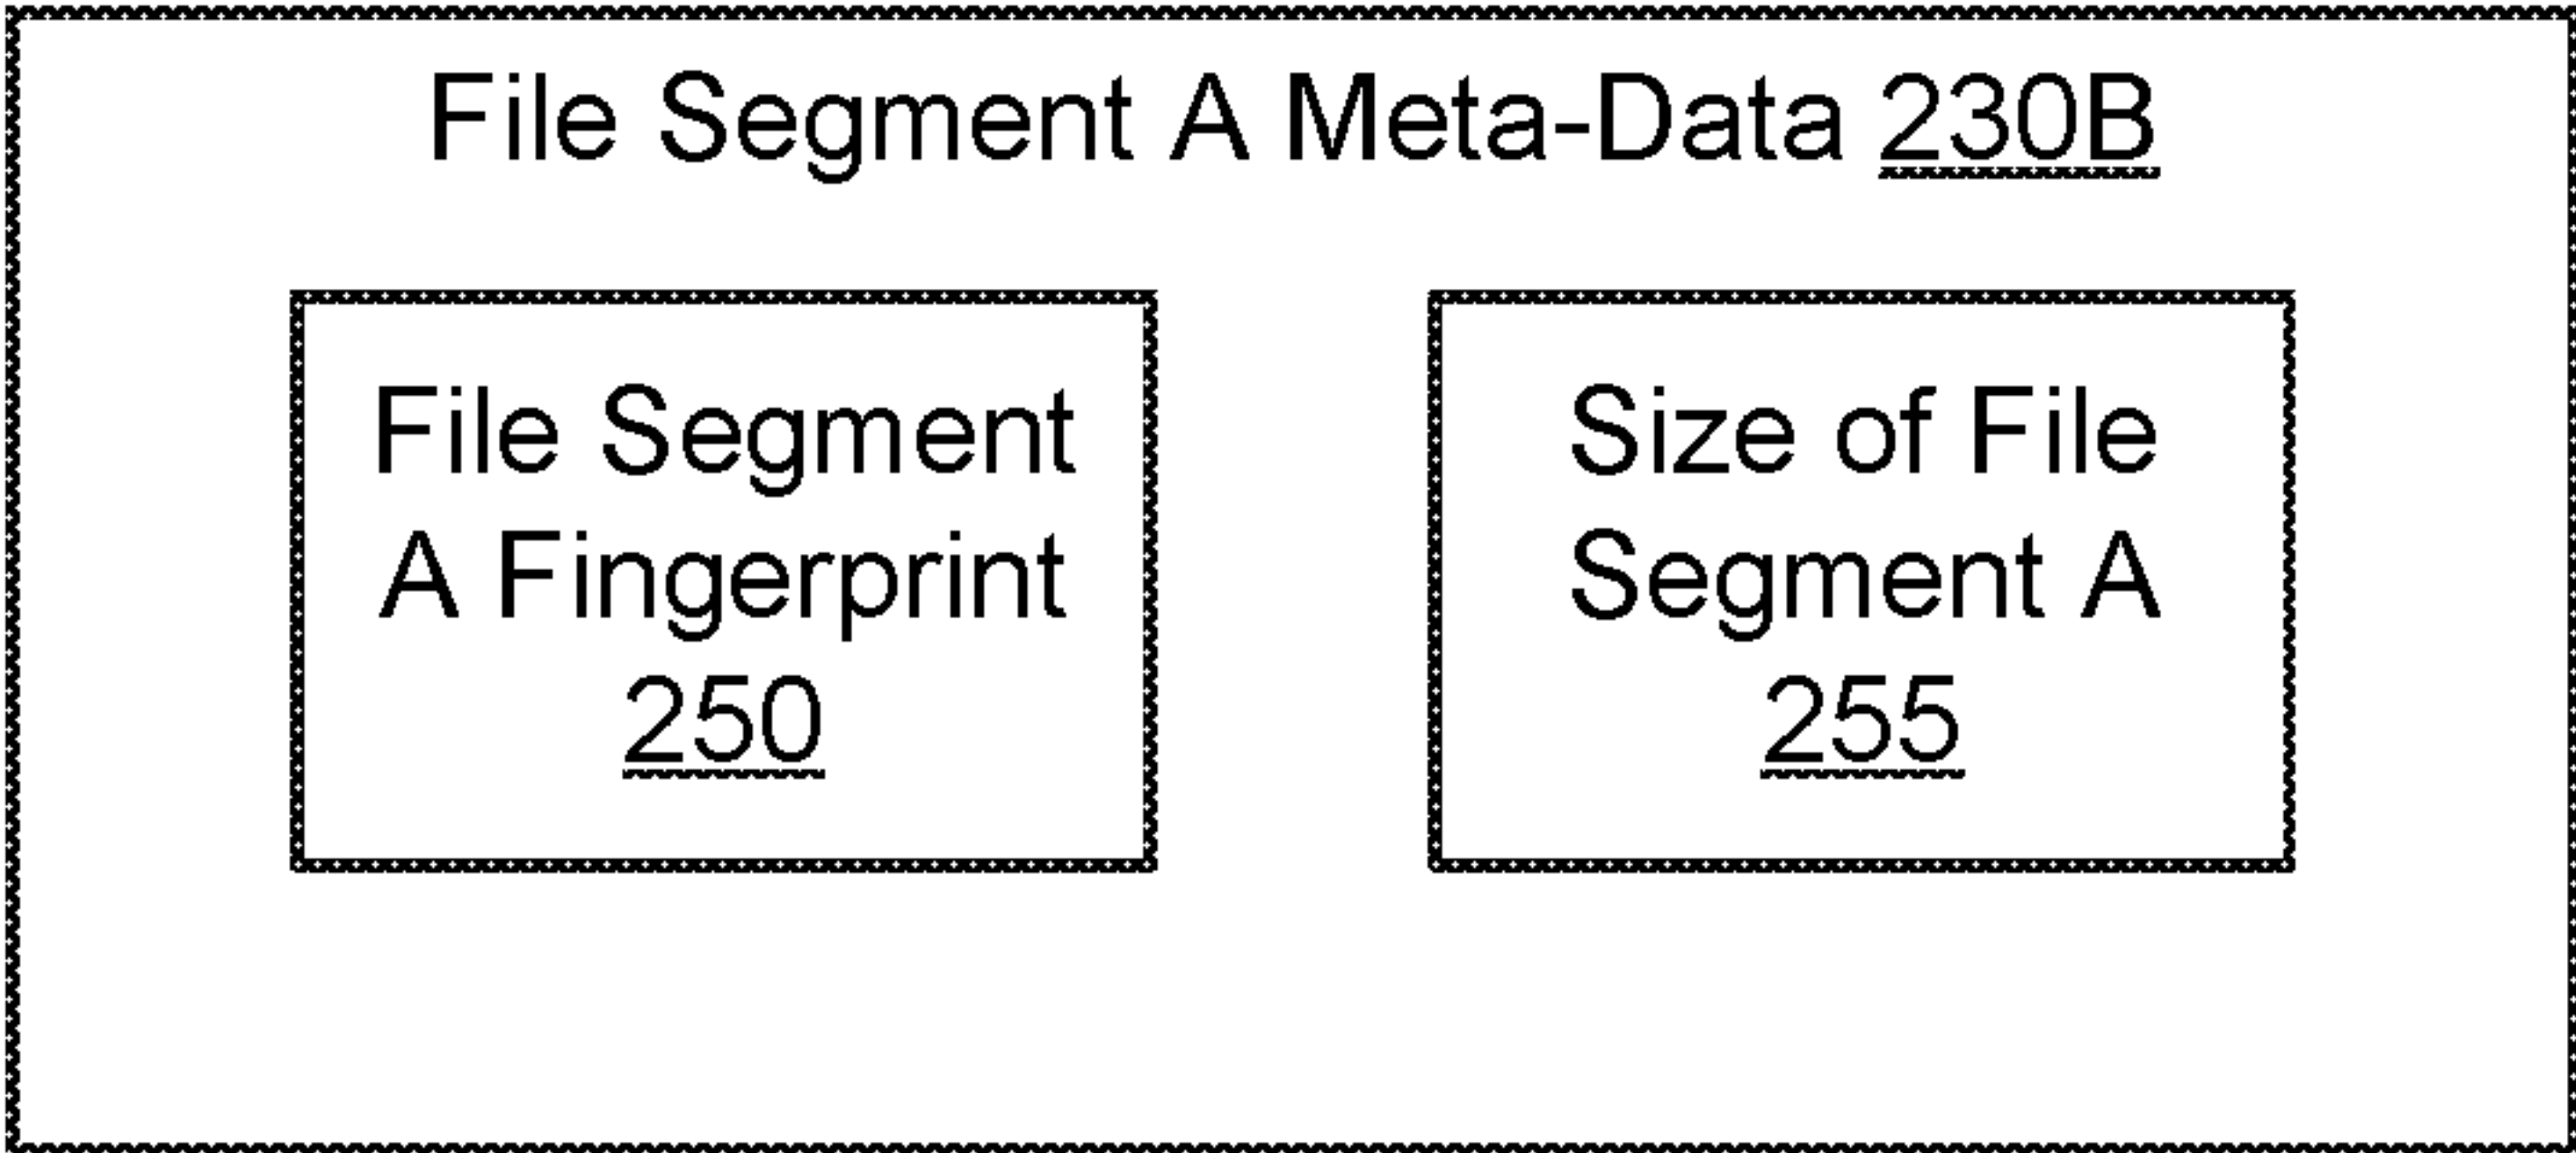 File Segment A Meta-Data 230B
File Segment
A Fingerprint
250
Size of File
Segment A
255